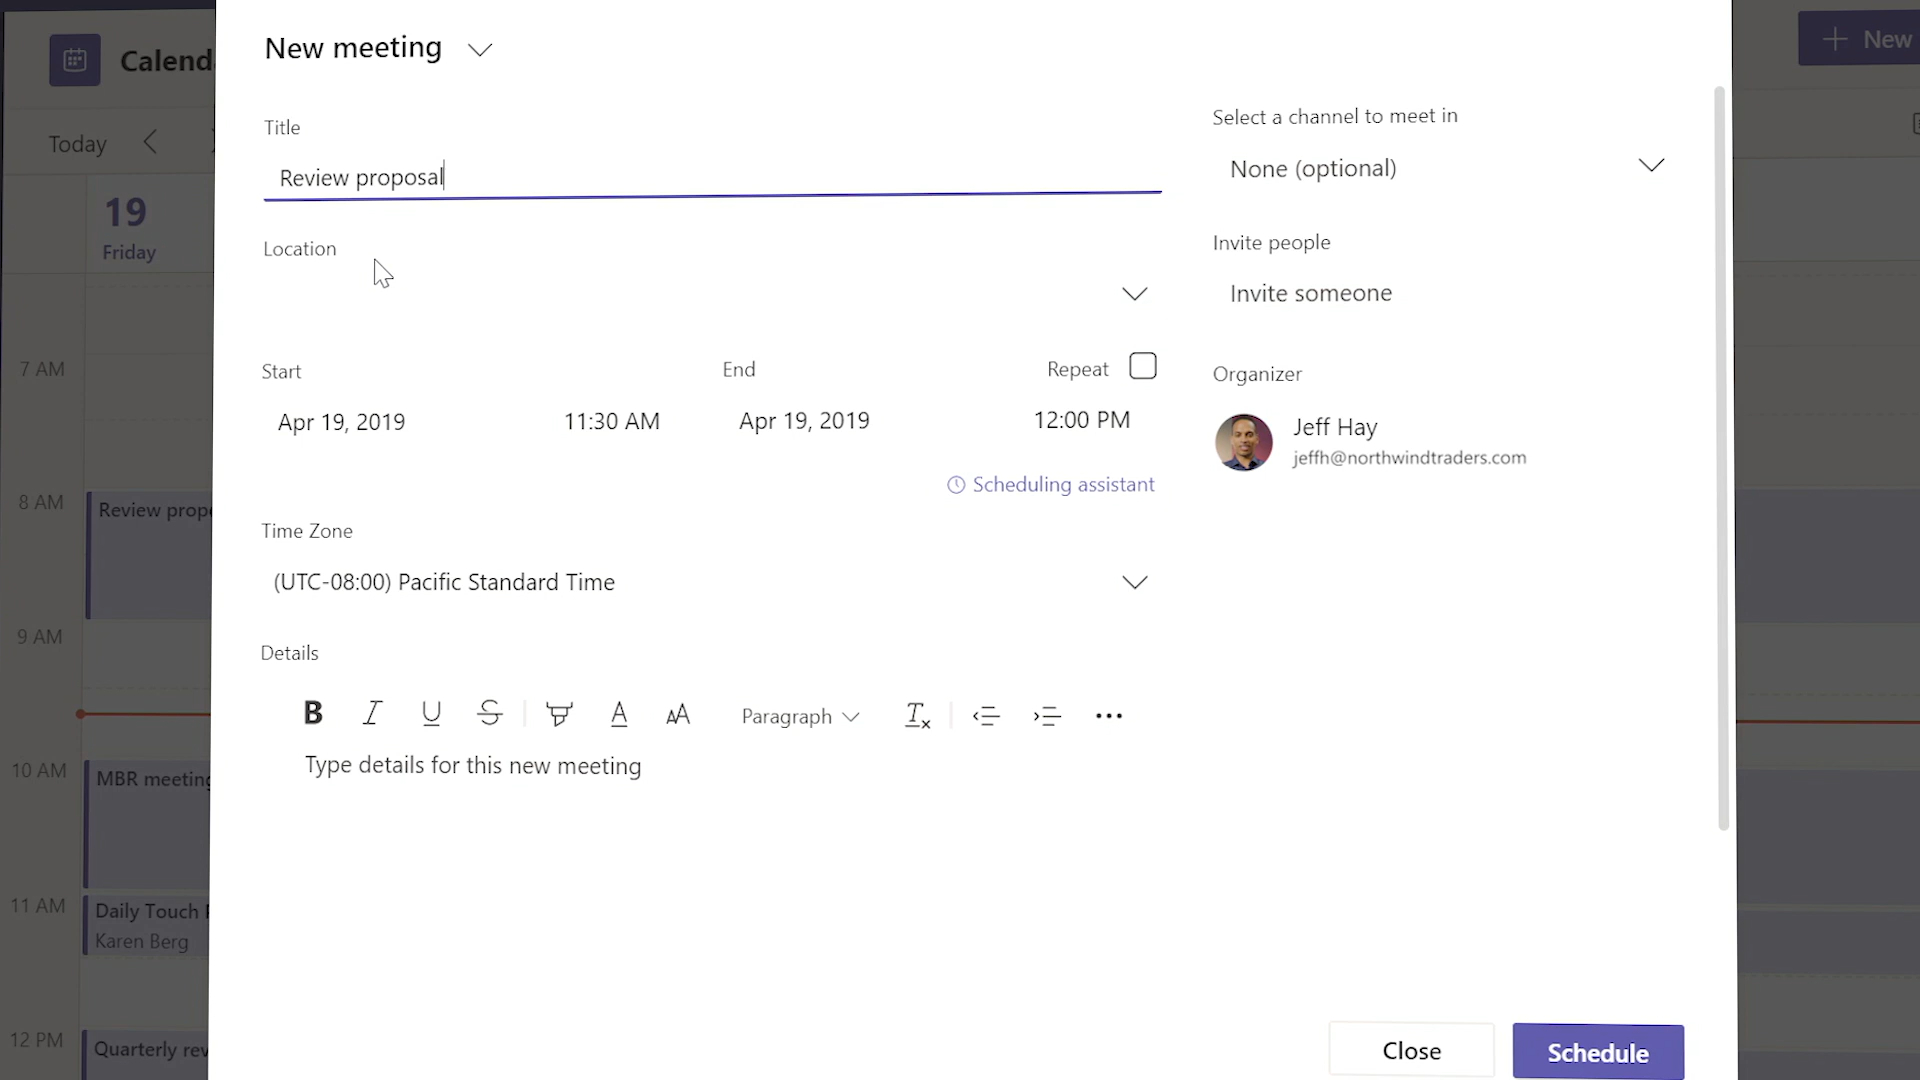 Calend
New
Today
19
Friday
7 AM
8 AM
Review prop
9 AM
10 AM
MBR meeting
11 AM
Daily Touch
Karen Berg
12 PM
Quarterly rev
New meeting
Title
Review proposal
Location
Start
End
Repeat
Apr 19, 2019 11:30 AM
Apr 19, 2019 12:00 PM
Scheduling assistant
Time Zone
(UTC-08:00) Pacific Standard Time
Details
B I U S A AA Paragraph Tx
Type details for this new meeting
Select a channel to meet in
None (optional)
Invite people
Invite someone
Organizer
Jeff Hay
jeffh@northwindtraders.com
Close
Schedule